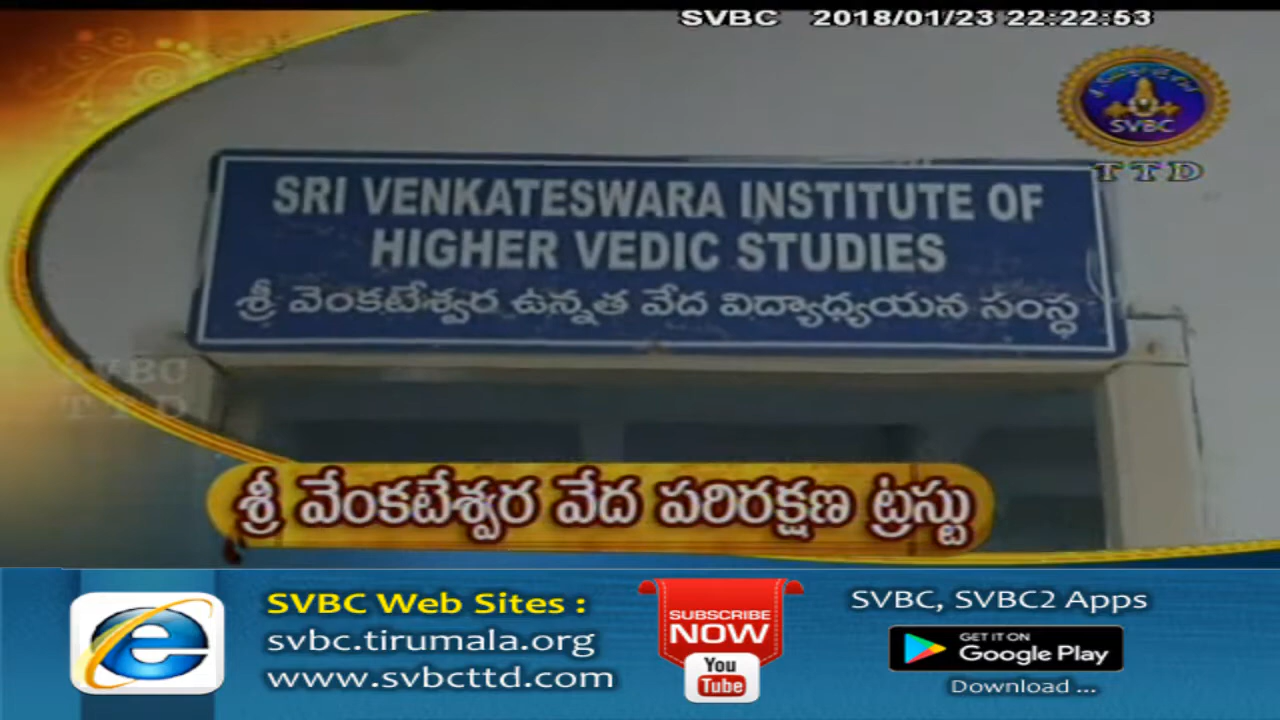 SVBC 2018/01/23 22:22:53
SVBC
TTD
SRI VENKATESWARA INSTITUTE OF
HIGHER VEDIC STUDIES
శ్రీ వెంకటేశ్వర ఉన్నత వేద విద్యాధ్యయన సంస్థ
SVBC
TTD
శ్రీ వేంకటేశ్వర వేద పరిరక్షణ ట్రస్టు
SVBC Web Sites :
svbc.tirumala.org
www.svbcttd.com
SUBSCRIBE
NOW
You
Tube
SVBC, SVBC2 Apps
GET IT ON
Google Play
Download ...